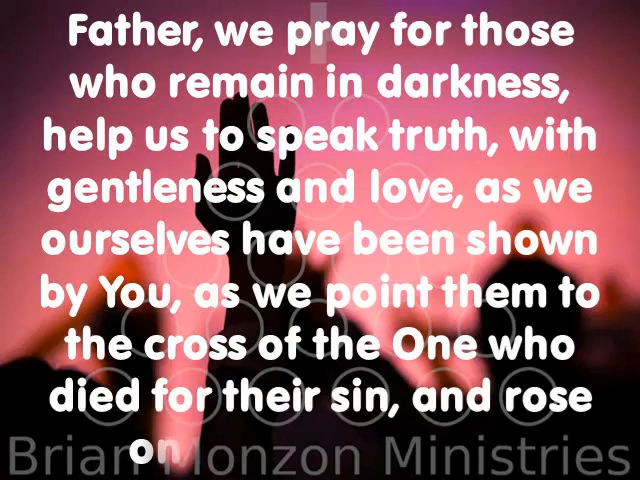 Father, we pray for those
who remain in darkness,
help us to speak truth, with
gentleness and love, as we
ourselves have been shown
by You, as we point them to
the cross of the One who
died for their sin, and rose
on
Brian Monzon Ministries